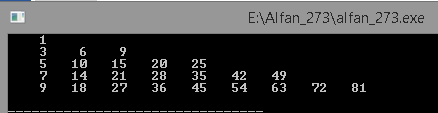 E:\Alfan_273\alfan_273.exe
1
3 6 9
5 10 15 20 25
7 14 21 28 35 42 49
9 18 27 36 45 54 63 72 81
--------------------------------